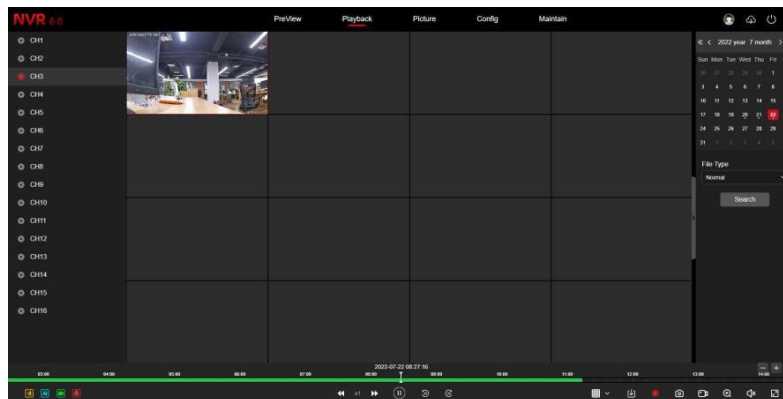 NVR 6.0
PreView Playback Picture Config Maintain
CH1
CH2
CH3
CH4
CH5
CH6
CH7
CH8
CH9
CH10
CH11
CH12
CH13
CH14
CH15
CH16
2022 year 7 month
Sun Mon Tue Wed Thu Fri
3 4 5 6 7 8
10 11 12 13 14 15
17 18 19 20 21 22
24 25 26 27 28 29
31
File Type
Normal
Search
2022-07-22 08:27:16
03:00 04:00 05:00 06:00 07:00 08:00 09:00 10:00 11:00 12:00 13:00 14:00
x1